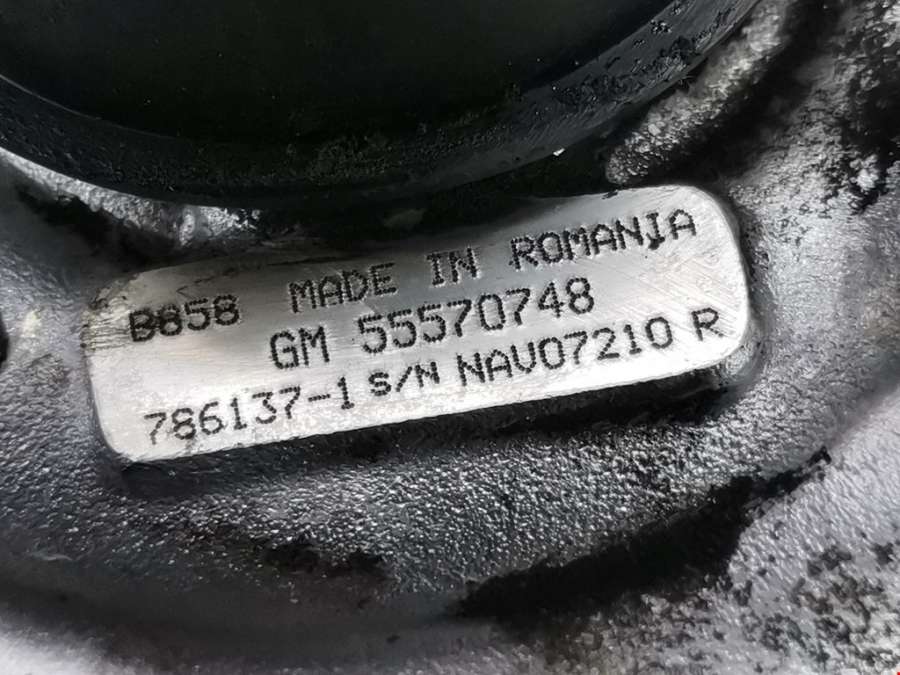 B858 MADE IN ROMANIA
GM 55570748
786137-1 S/N NAV07210 R